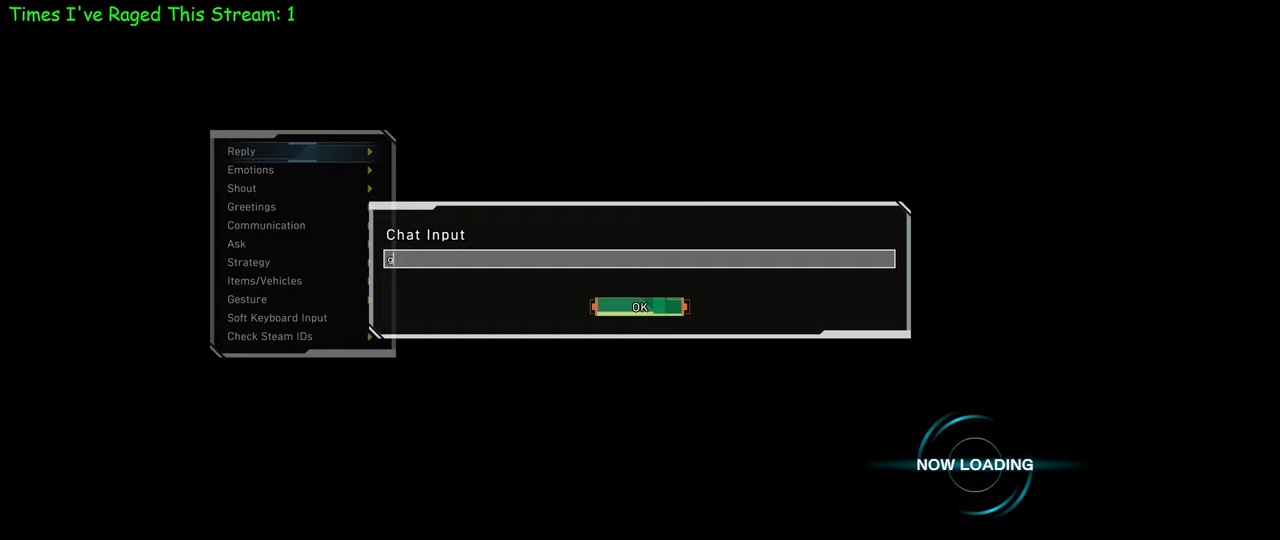 Times I've Raged This Stream: 1
Reply
Emotions
Shout
Greetings
Communication
Ask
Strategy
Items/Vehicles
Gesture
Soft Keyboard Input
Check Steam IDs
Chat Input
g
OK
NOW LOADING